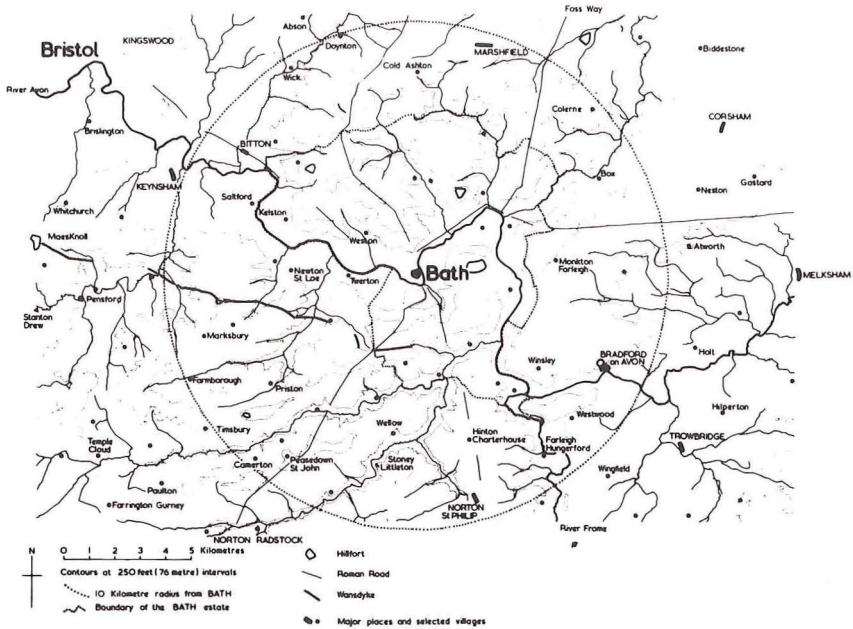 Foss Way
Abson
Doynton
KINGSWOOD
Bristol
MARSHFIELD
Biddestone
Cold Ashton
Wick
River Avon
Colerne
CORSHAM
Brislington
BITTON
KEYNSHAM
Box
Gastard
Neston
Saltford
Kelston
Whitchurch
Weston
MaesKnoll
Atworth
Monkton
Farleigh
Newton
St Loe
Twerton
Bath
MELKSHAM
Pensford
Stanton
Drew
Marksbury
Holt
Winsley
BRADFORD
on AVON
Farmborough
Priston
Hilperton
Westwood
Timsbury
Wellow
Hinton
Charterhouse
Temple
Cloud
Farleigh
Hungerford
TROWBRIDGE
Camerton
Peasedown
St John
Stoney
Littleton
Wingfield
Paulton
Farrington Gurney
NORTON
St PHILIP
River Frome
NORTON RADSTOCK
N
0 1 2 3 4 5 Kilometres
Contours at 250 feet (76 metre) intervals
10 Kilometre radius from BATH
Boundary of the BATH estate
Hillfort
Roman Road
Wansdyke
Major places and selected villages